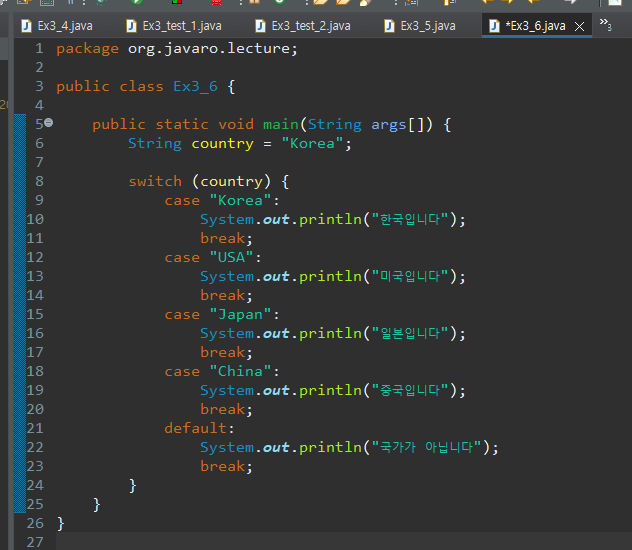 Ex3_4.java Ex3_test_1.java Ex3_test_2.java Ex3_5.java *Ex3_6.java »3
1 package org.javaro.lecture;
2
3 public class Ex3_6 {
4
5 public static void main(String args[]) {
6 String country = "Korea";
7
8 switch (country) {
9 case "Korea":
10 System.out.println("한국입니다");
11 break;
12 case "USA":
13 System.out.println("미국입니다");
14 break;
15 case "Japan":
16 System.out.println("일본입니다");
17 break;
18 case "China":
19 System.out.println("중국입니다");
20 break;
21 default:
22 System.out.println("국가가 아닙니다");
23 break;
24 }
25 }
26 }
27